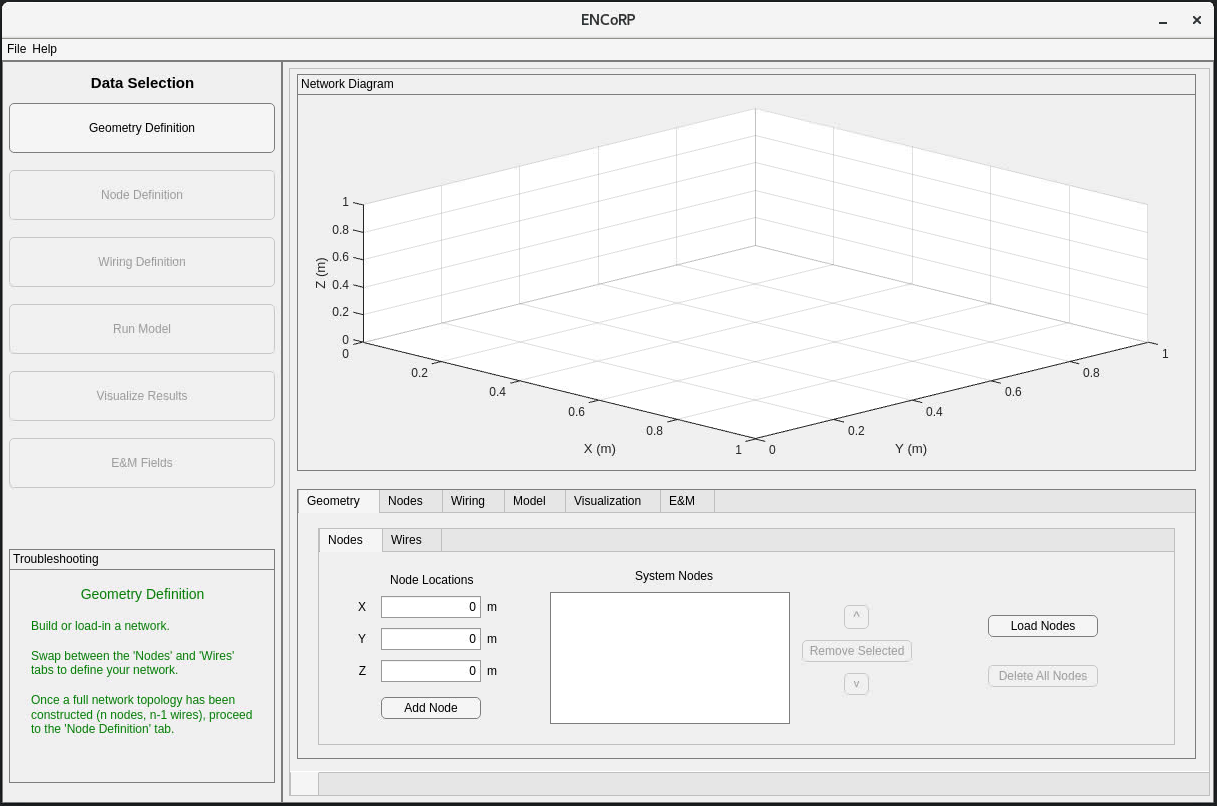 ENCoRP
File Help
Data Selection
Geometry Definition
Node Definition
Wiring Definition
Run Model
Visualize Results
E&M Fields
Troubleshooting
Geometry Definition
Build or load-in a network.
Swap between the 'Nodes' and 'Wires'
tabs to define your network.
Once a full network topology has been
constructed (n nodes, n-1 wires), proceed
to the 'Node Definition' tab.
Network Diagram
1
0.8
0.6
0.4
0.2
0
Z (m)
0
0.2
0.4
0.6
0.8
1
X (m)
0
0.2
0.4
0.6
0.8
1
Y (m)
Geometry Nodes Wiring Model Visualization E&M
Nodes Wires
Node Locations
X 0 m
Y 0 m
Z 0 m
Add Node
System Nodes
^
Remove Selected
v
Load Nodes
Delete All Nodes